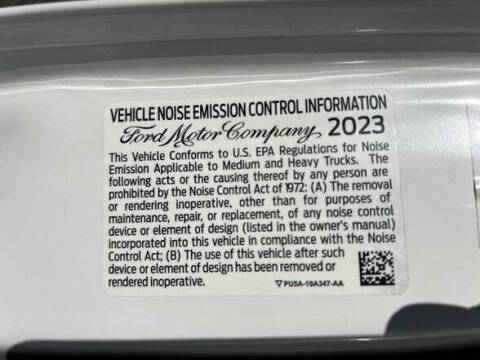 VEHICLE NOISE EMISSION CONTROL INFORMATION
Ford Motor Company, 2023
This Vehicle Conforms to U.S. EPA Regulations for Noise
Emission Applicable to Medium and Heavy Trucks. The
following acts or the causing thereof by any person are
prohibited by the Noise Control Act of 1972: (A) The removal
or rendering inoperative, other than for purposes of
maintenance, repair, or replacement, of any noise control
device or element of design (listed in the owner's manual)
incorporated into this vehicle in compliance with the Noise
Control Act; (B) The use of this vehicle after such
device or element of design has been removed or
rendered inoperative.
PU5A-19A347-AA